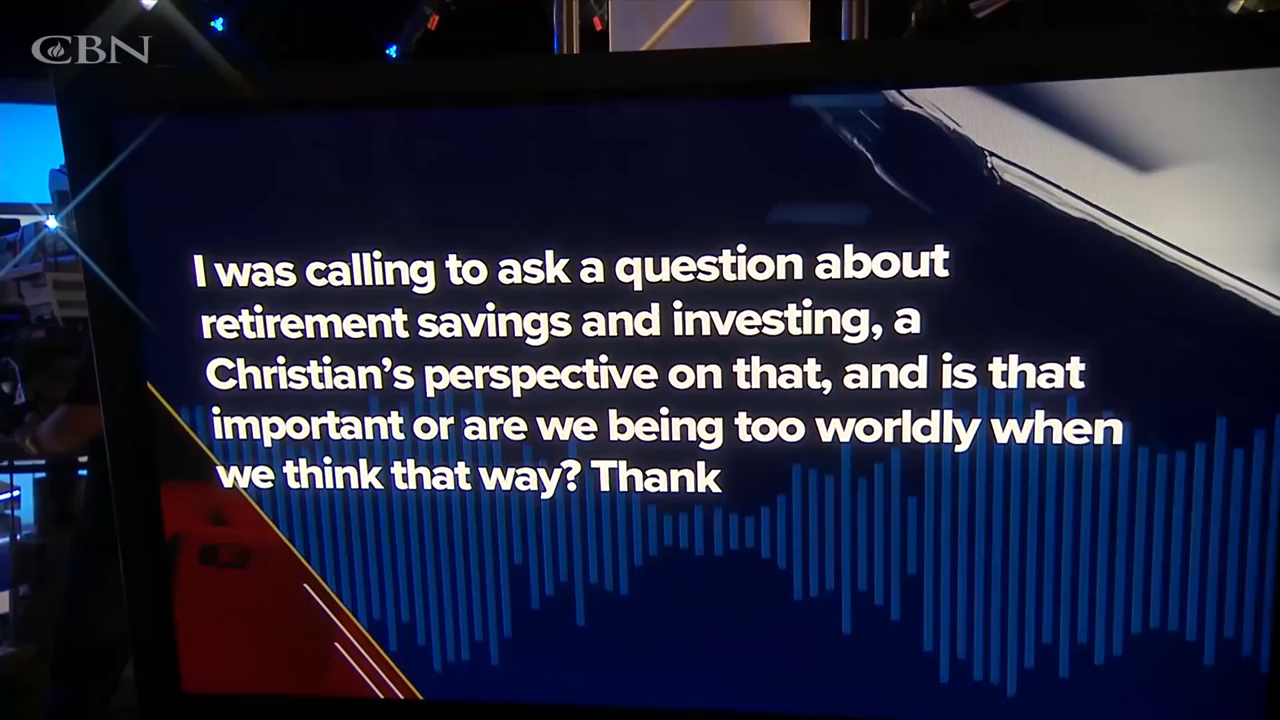 CBN
I was calling to ask a question about
retirement savings and investing, a
Christian's perspective on that, and is that
important or are we being too worldly when
we think that way? Thank